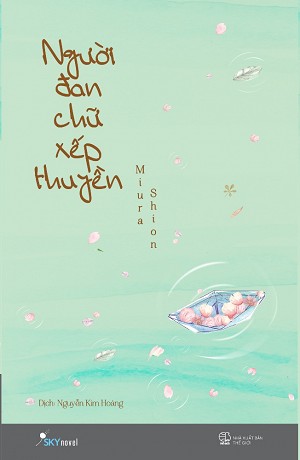 Người
đan
chữ
xếp
thuyền
Miura
Shion
Dịch: Nguyễn Kim Hoàng
SKYnovel
NHÀ XUẤT BẢN
THẾ GIỚI